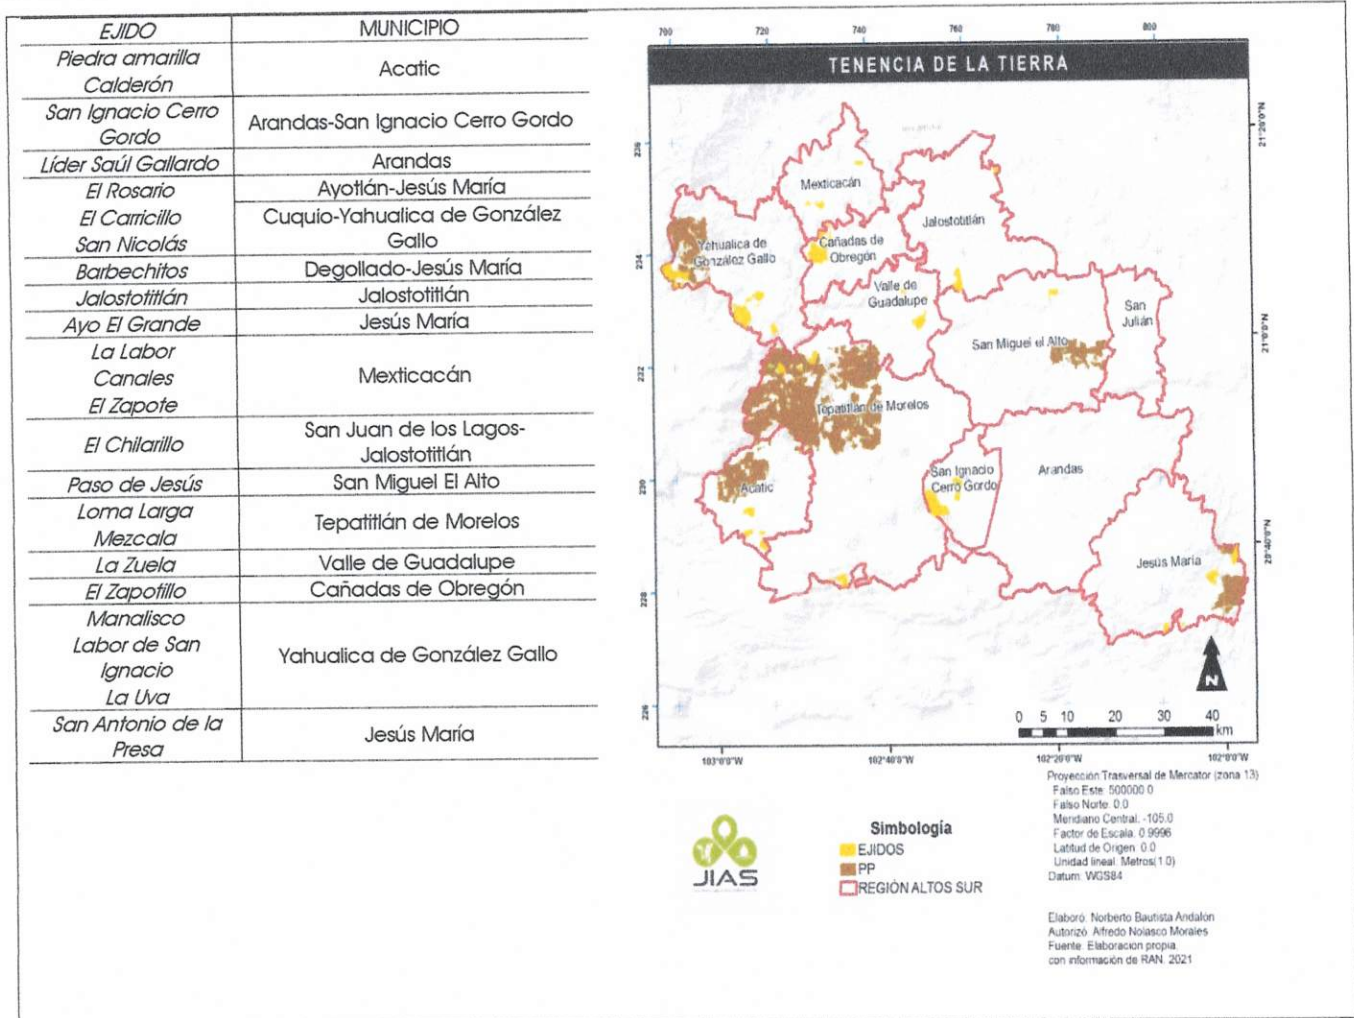 EJIDO MUNICIPIO
Piedra amarilla
Calderón
Acatic
San Ignacio Cerro
Gordo
Arandas-San Ignacio Cerro Gordo
Líder Saúl Gallardo Arandas
El Rosario Ayotlán-Jesús María
El Carricillo
San Nicolás
Cuquio-Yahualica de González
Gallo
Barbechitos Degollado-Jesús María
Jalostotitlán Jalostotitlán
Ayo El Grande Jesús María
La Labor
Canales
El Zapote
Mexticacán
El Chilarillo
San Juan de los Lagos-
Jalostotitlán
Paso de Jesús San Miguel El Alto
Loma Larga
Mezcala
Tepatitlán de Morelos
La Zuela Valle de Guadalupe
El Zapotillo Cañadas de Obregón
Manalisco
Labor de San
Ignacio
La Uva
Yahualica de González Gallo
San Antonio de la
Presa
Jesús María
700 720 740 760 780 800
TENENCIA DE LA TIERRA
236
234
232
230
228
226
21°0'0"N
Mexticacán
Jalostotitlán
Yahualica de
González Gallo
Cañadas de
Obregón
Valle de
Guadalupe
San
Julián
San Miguel el Alto
Tepatitlán de Morelos
San Ignacio
Cerro Gordo
Arandas
Acatic
Jesús María
N
0 5 10 20 30 40
km
103°0'0"W 102°40'0"W 102°20'0"W 102°0'0"W
Proyección Trasversal de Mercator (zona 13)
Falso Este: 500000.0
Falso Norte: 0.0
Meridiano Central: -105.0
Factor de Escala: 0.9996
Latitud de Origen: 0.0
Unidad lineal: Metros(1.0)
Datum: WGS84
JIAS
Simbología
EJIDOS
PP
REGIÓN ALTOS SUR
Elaboró: Norberto Bautista Andalón
Autorizó: Alfredo Nolasco Morales
Fuente: Elaboracion propia,
con información de RAN, 2021